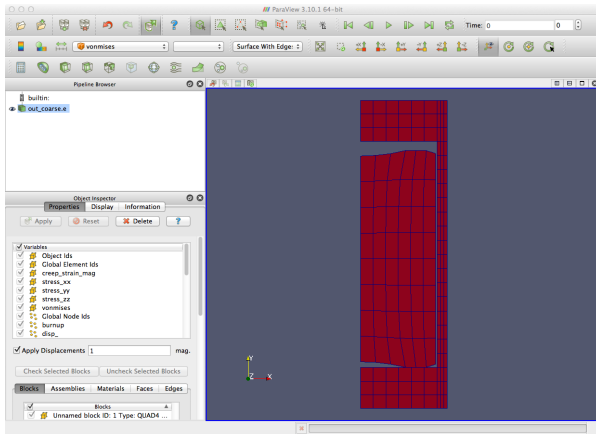 ParaView 3.10.1 64-bit
Time: 0
0
vonmises
Surface With Edges
Pipeline Browser
builtin:
out_coarse.e
Object Inspector
Properties Display Information
Apply Reset Delete ?
Variables
Object Ids
Global Element Ids
creep_strain_mag
stress_xx
stress_yy
stress_zz
vonmises
Global Node Ids
burnup
disp_
Apply Displacements 1 mag.
Check Selected Blocks Uncheck Selected Blocks
Blocks Assemblies Materials Faces Edges
Blocks
Unnamed block ID: 1 Type: QUAD4 ...
Y
Z X